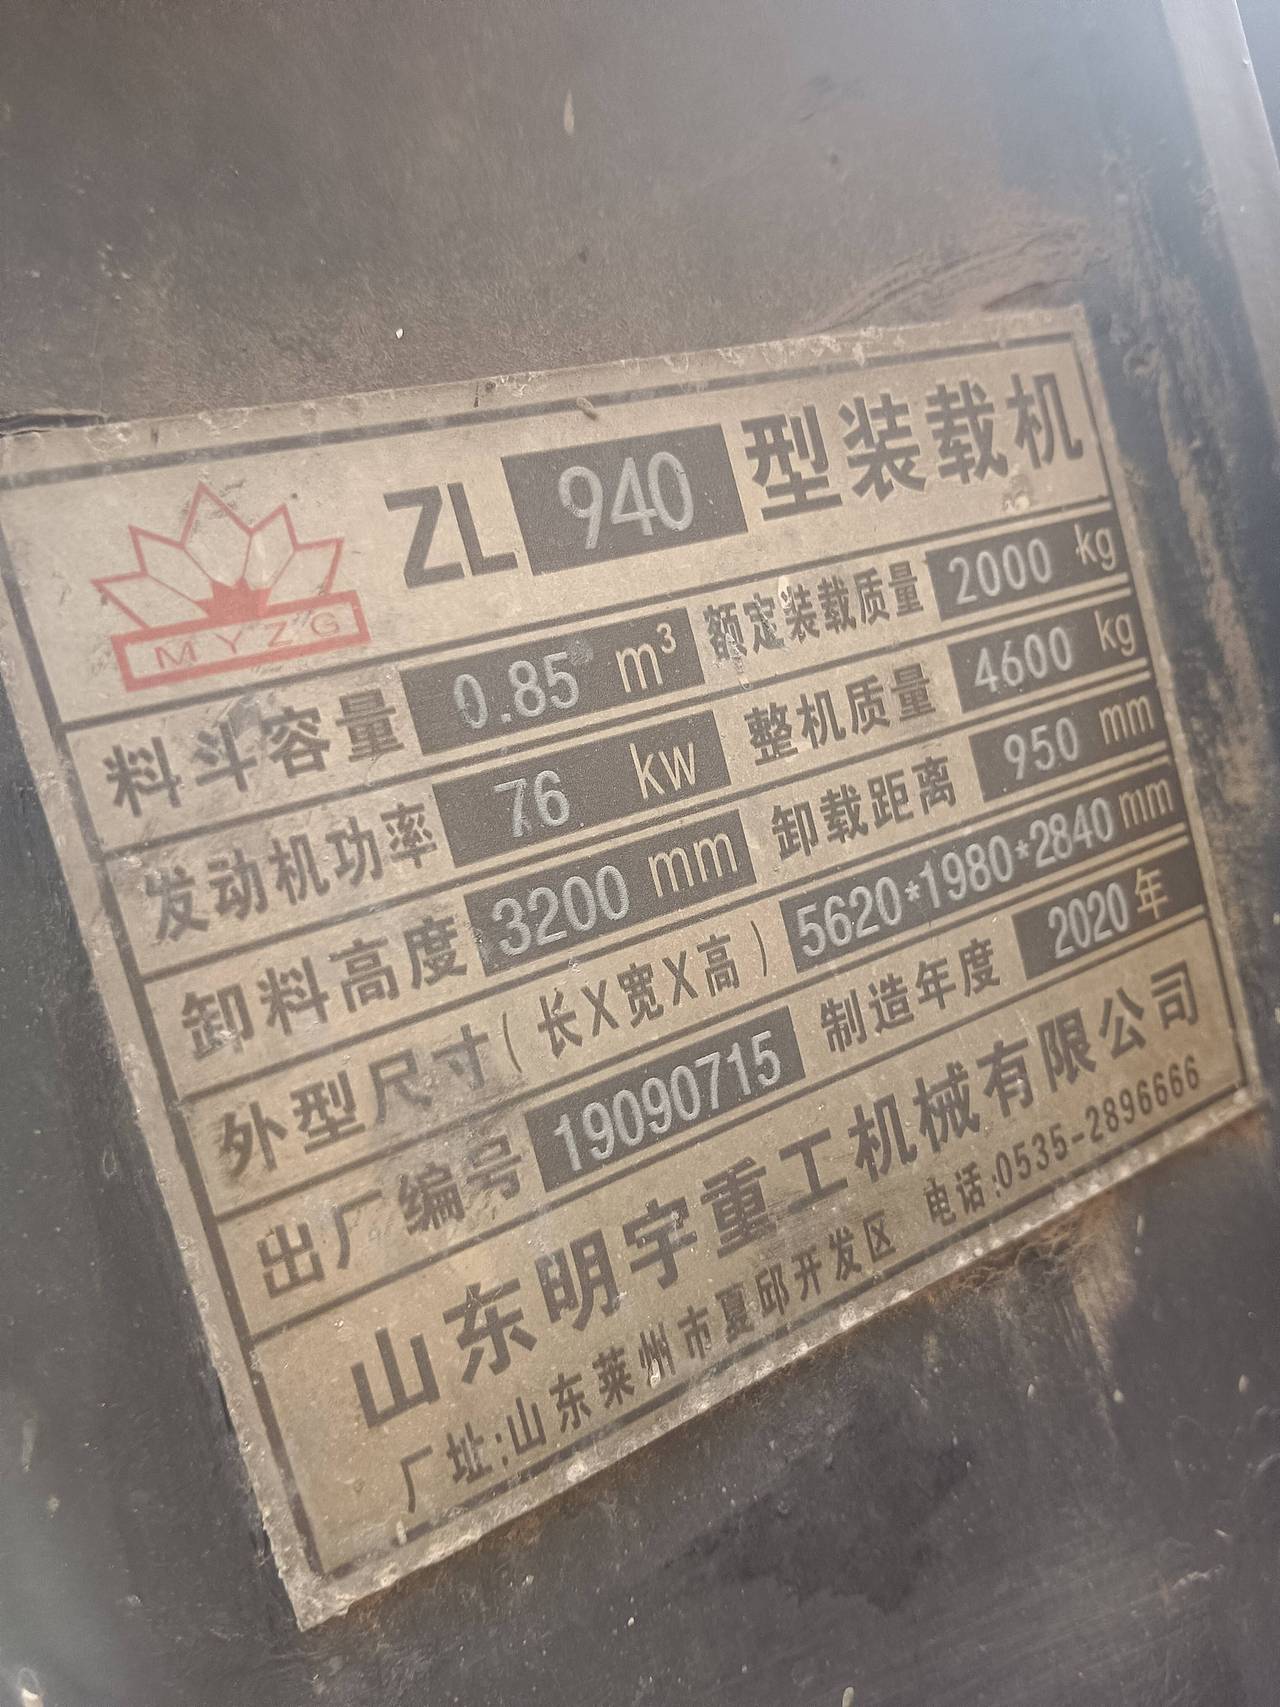 MYZG
ZL 940 型装载机
料斗容量 0.85 m³ 额定装载质量 2000 kg
发动机功率 76 kw 整机质量 4600 kg
卸料高度 3200 mm 卸载距离 950 mm
外型尺寸(长X宽X高) 5620*1980*2840 mm
出厂编号 19090715 制造年度 2020年
山东明宇重工机械有限公司
厂址:山东莱州市夏邱开发区 电话:0535-2896666